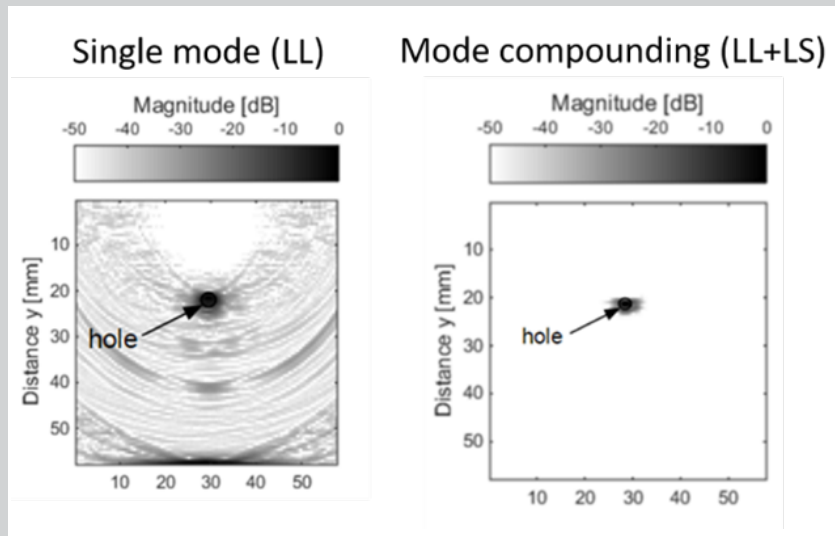 Single mode (LL)
Magnitude [dB]
-50 -40 -30 -20 -10 0
Distance y [mm]
10
20
30
40
50
hole
10 20 30 40 50
Mode compounding (LL+LS)
Magnitude [dB]
-50 -40 -30 -20 -10 0
Distance y [mm]
10
20
30
40
50
hole
10 20 30 40 50